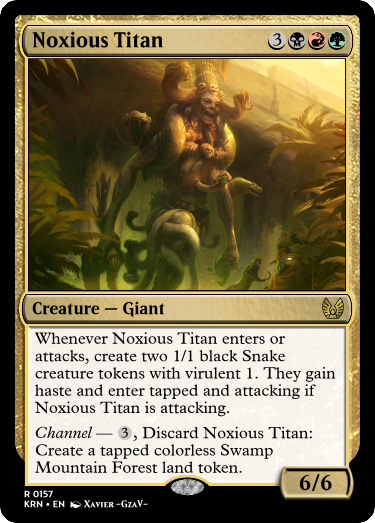 Noxious Titan 3
Creature — Giant
Whenever Noxious Titan enters or
attacks, create two 1/1 black Snake
creature tokens with virulent 1. They gain
haste and enter tapped and attacking if
Noxious Titan is attacking.
Channel — 3, Discard Noxious Titan:
Create a tapped colorless Swamp
Mountain Forest land token.
6/6
R 0157
KRN • EN Xavier -GzaV-